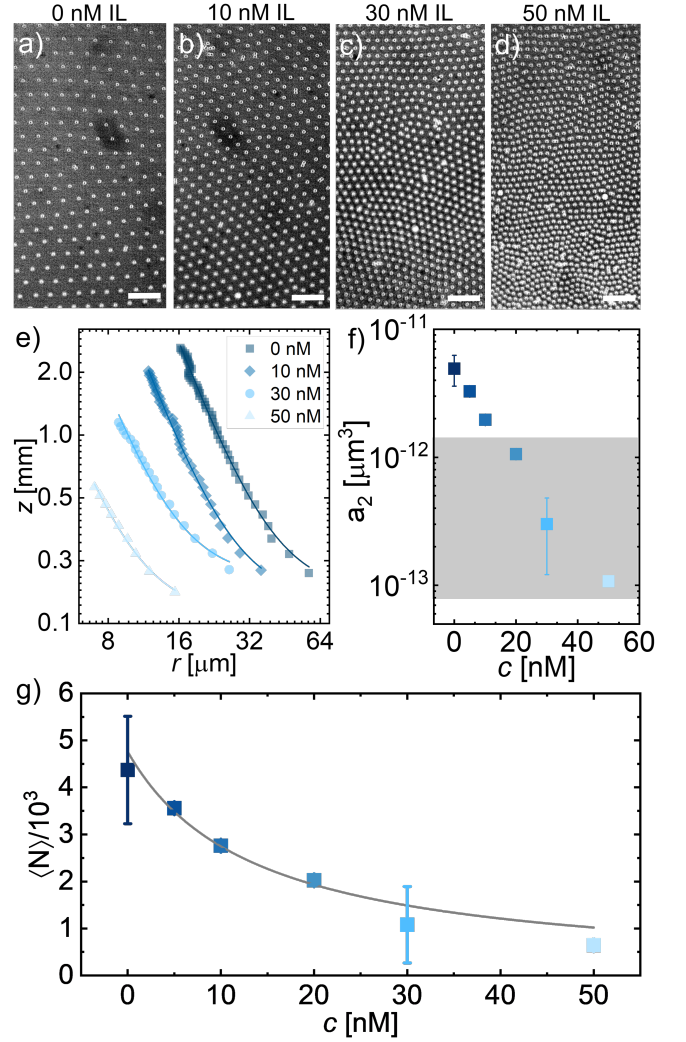 0 nM IL 10 nM IL 30 nM IL 50 nM IL
a) b) c) d)
e)
2.0
1.0
0.5
0.3
0.1
z [mm]
8 16 32 64
r [μm]
0 nM
10 nM
30 nM
50 nM
f)
10⁻¹¹
10⁻¹²
10⁻¹³
a₂ [μm³]
0 20 40 60
c [nM]
g)
6
5
4
3
2
1
0
⟨N⟩/10³
0 10 20 30 40 50
c [nM]